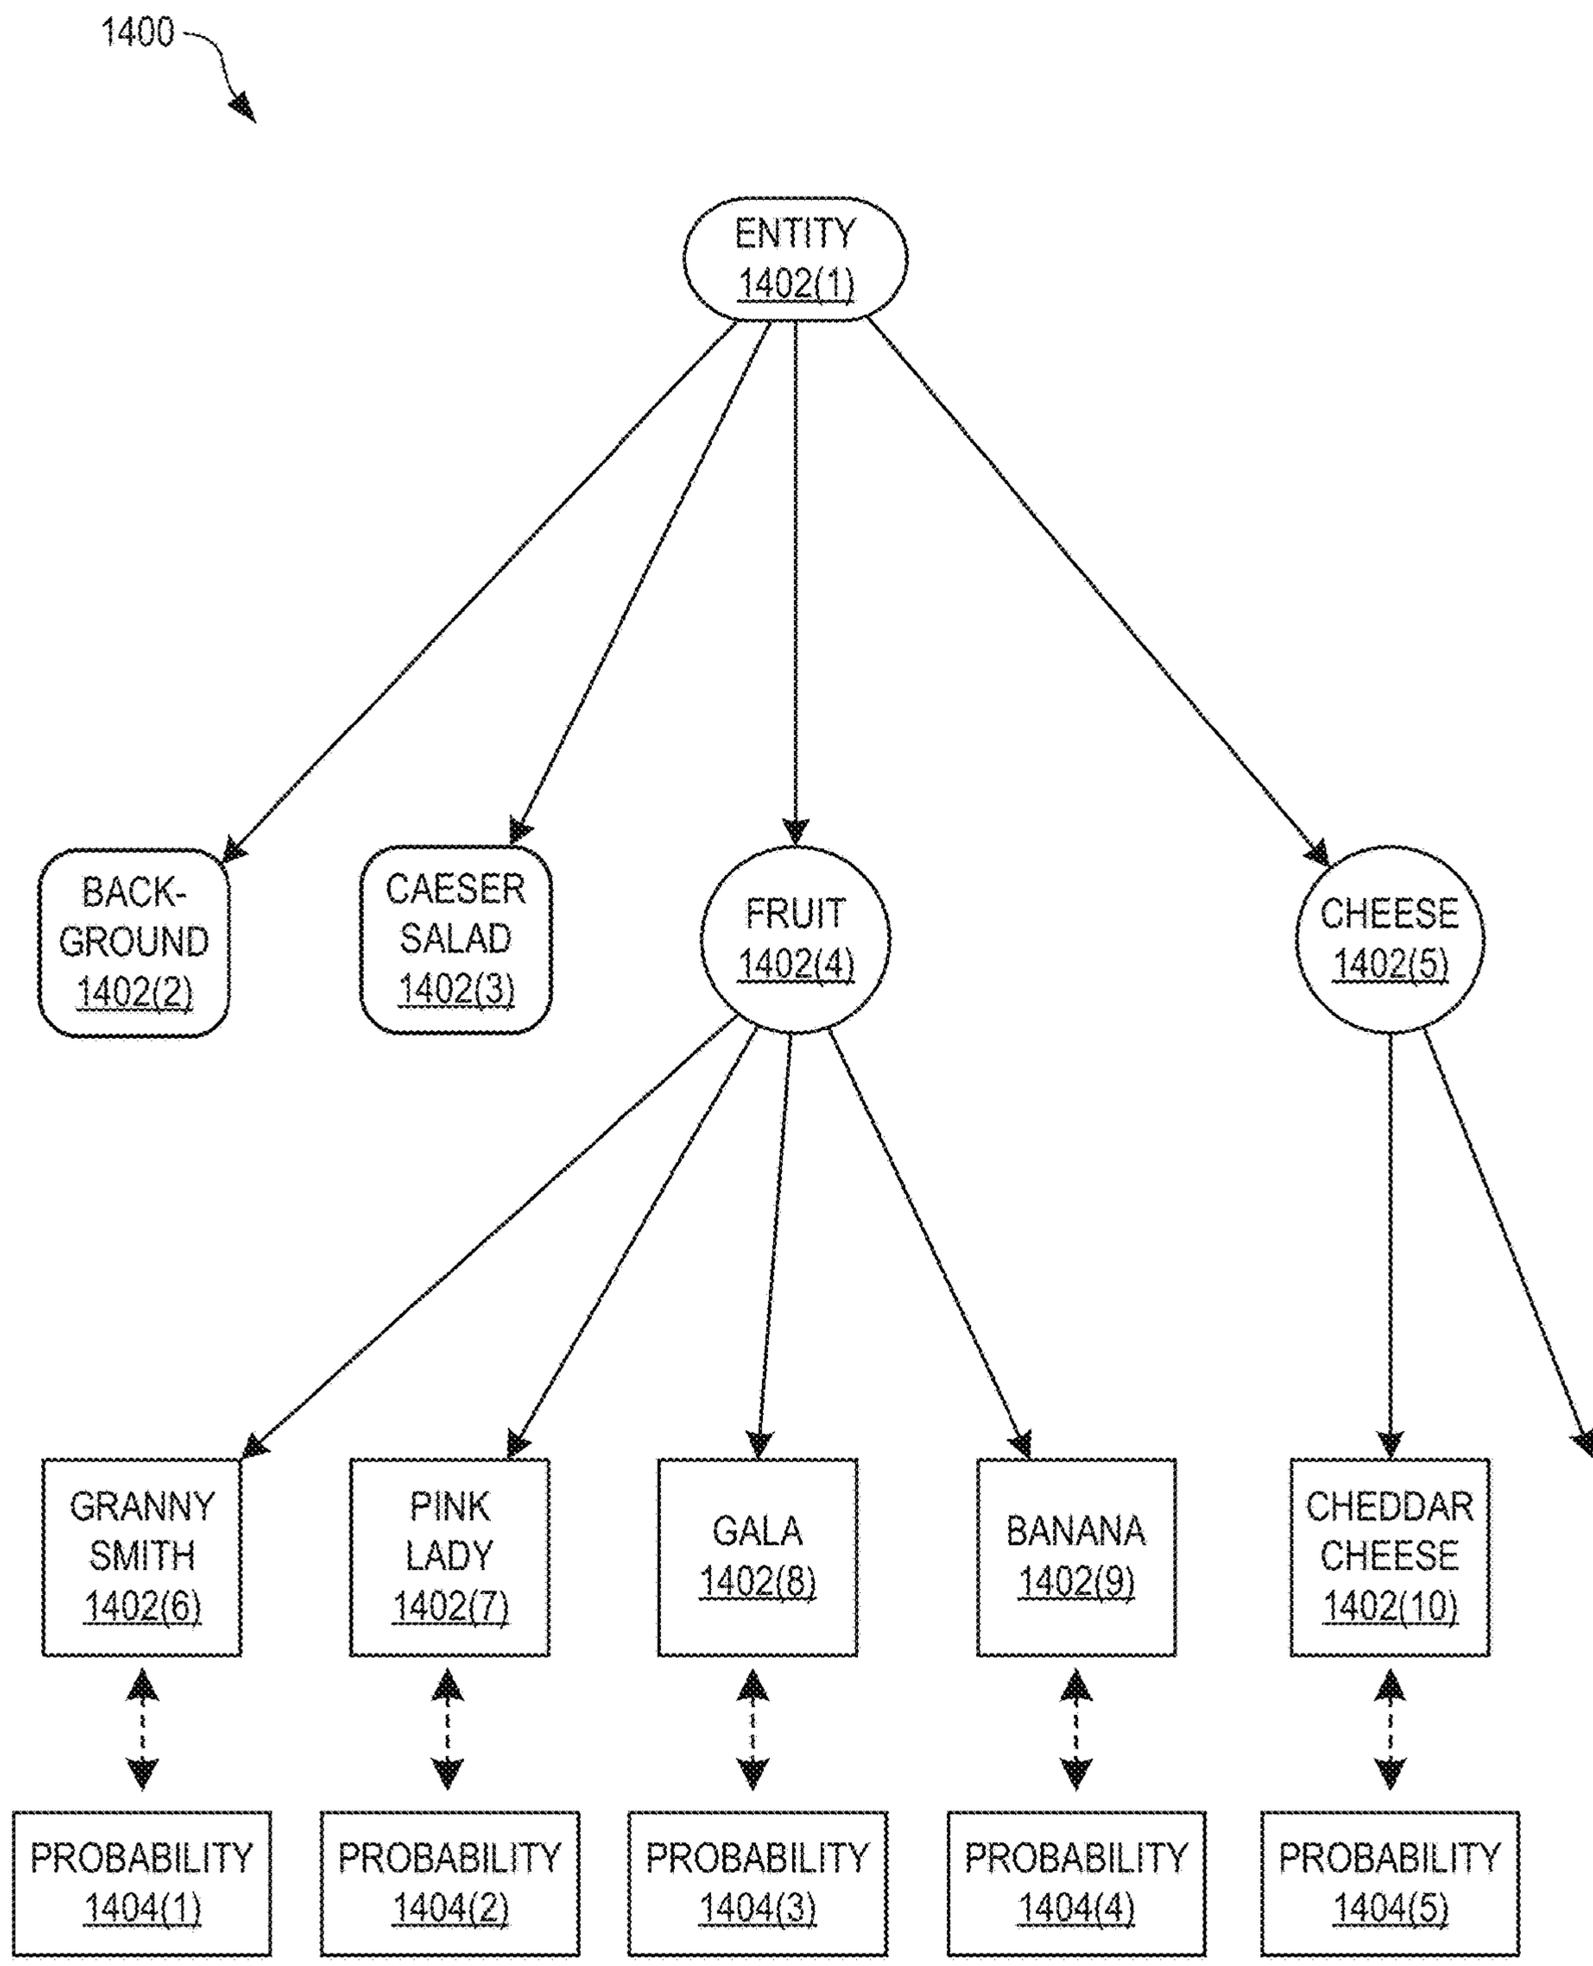 1400
ENTITY
1402(1)
BACK-
GROUND
1402(2)
CAESER
SALAD
1402(3)
FRUIT
1402(4)
CHEESE
1402(5)
GRANNY
SMITH
1402(6)
PINK
LADY
1402(7)
GALA
1402(8)
BANANA
1402(9)
CHEDDAR
CHEESE
1402(10)
PROBABILITY
1404(1)
PROBABILITY
1404(2)
PROBABILITY
1404(3)
PROBABILITY
1404(4)
PROBABILITY
1404(5)